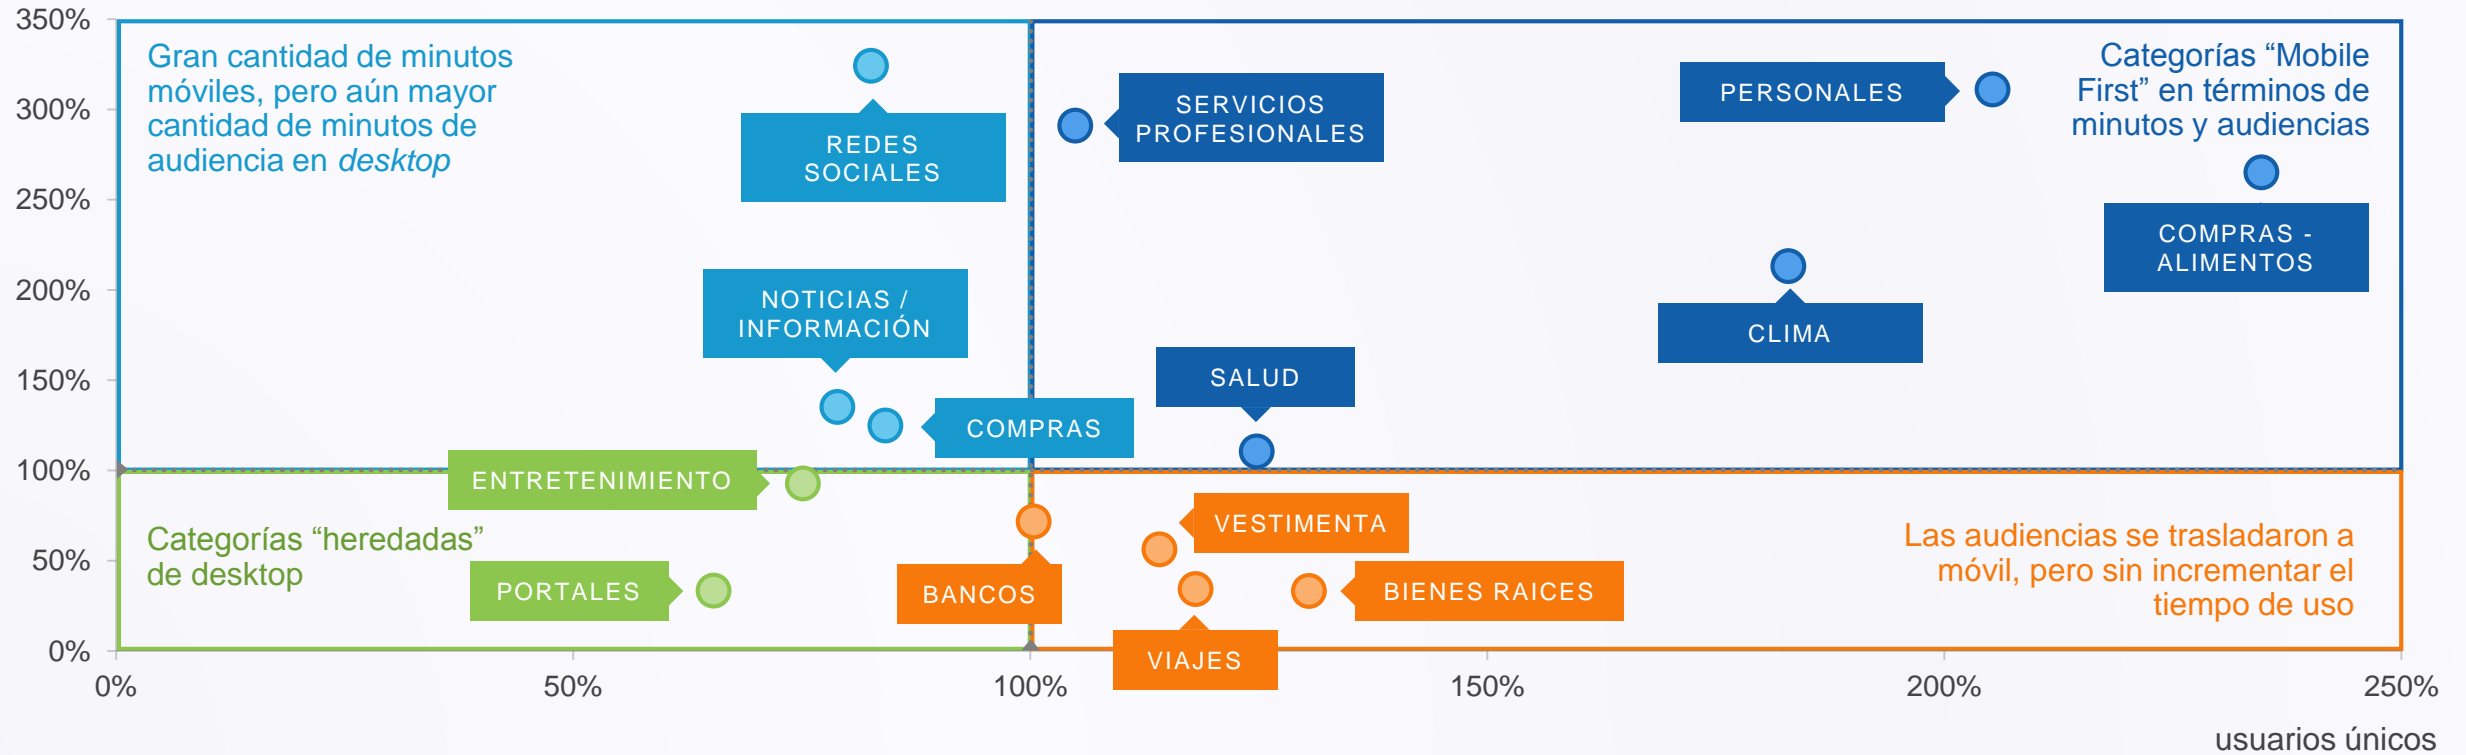 350%
300%
250%
200%
150%
100%
50%
0%
Gran cantidad de minutos
móviles, pero aún mayor
cantidad de minutos de
audiencia en desktop
REDES
SOCIALES
NOTICIAS /
INFORMACIÓN
COMPRAS
SERVICIOS
PROFESIONALES
PERSONALES
Categorías “Mobile
First” en términos de
minutos y audiencias
COMPRAS -
ALIMENTOS
CLIMA
SALUD
ENTRETENIMIENTO
Categorías “heredadas”
de desktop
PORTALES
BANCOS
VESTIMENTA
BIENES RAICES
VIAJES
Las audiencias se trasladaron a
móvil, pero sin incrementar el
tiempo de uso
0%
50%
100%
150%
200%
250%
usuarios únicos